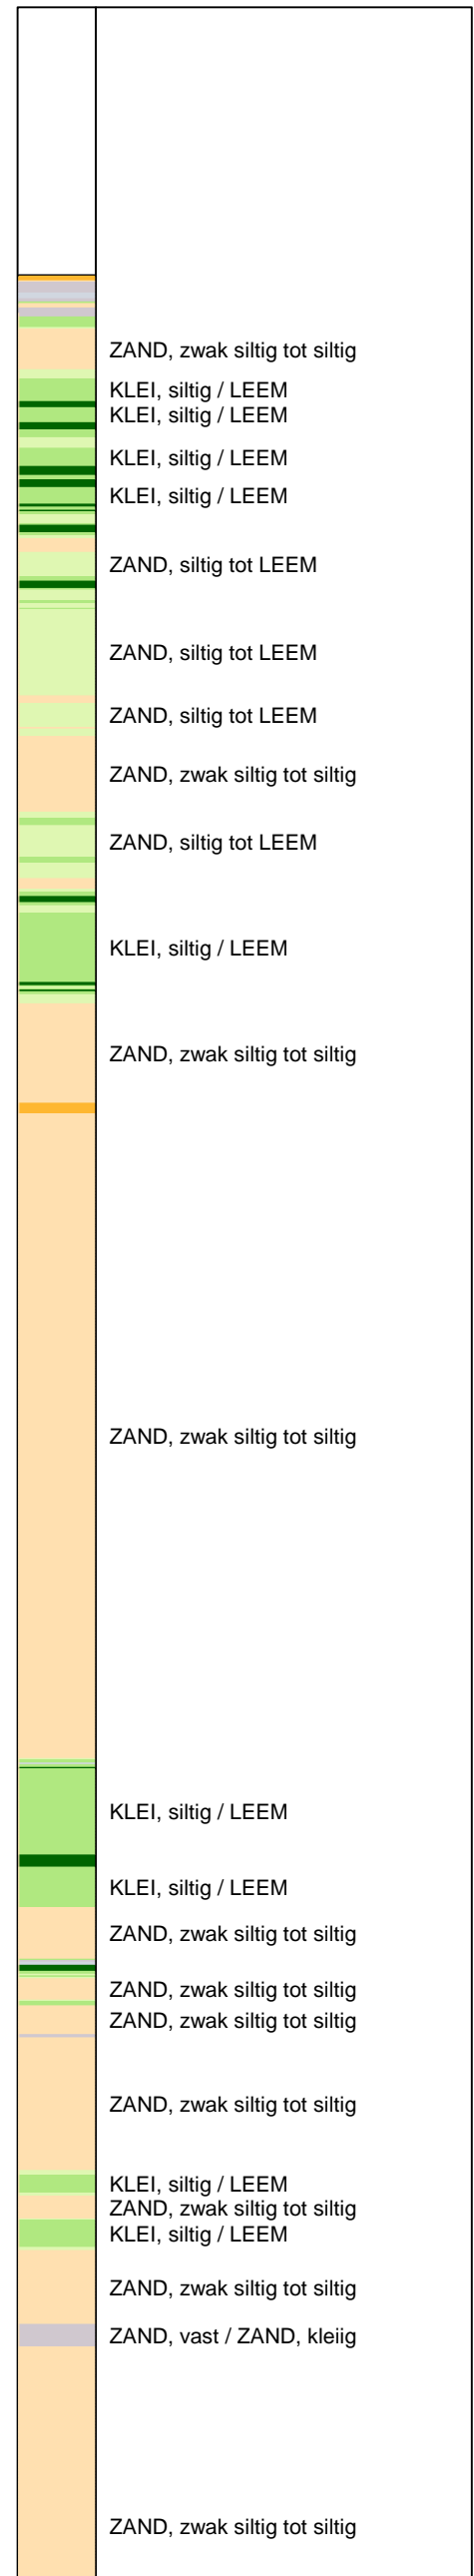 ZAND, zwak siltig tot siltig
KLEI, siltig / LEEM
KLEI, siltig / LEEM
KLEI, siltig / LEEM
KLEI, siltig / LEEM
ZAND, siltig tot LEEM
ZAND, siltig tot LEEM
ZAND, siltig tot LEEM
ZAND, zwak siltig tot siltig
ZAND, siltig tot LEEM
KLEI, siltig / LEEM
ZAND, zwak siltig tot siltig
ZAND, zwak siltig tot siltig
KLEI, siltig / LEEM
KLEI, siltig / LEEM
ZAND, zwak siltig tot siltig
ZAND, zwak siltig tot siltig
ZAND, zwak siltig tot siltig
ZAND, zwak siltig tot siltig
KLEI, siltig / LEEM
ZAND, zwak siltig tot siltig
KLEI, siltig / LEEM
ZAND, zwak siltig tot siltig
ZAND, vast / ZAND, kleiig
ZAND, zwak siltig tot siltig